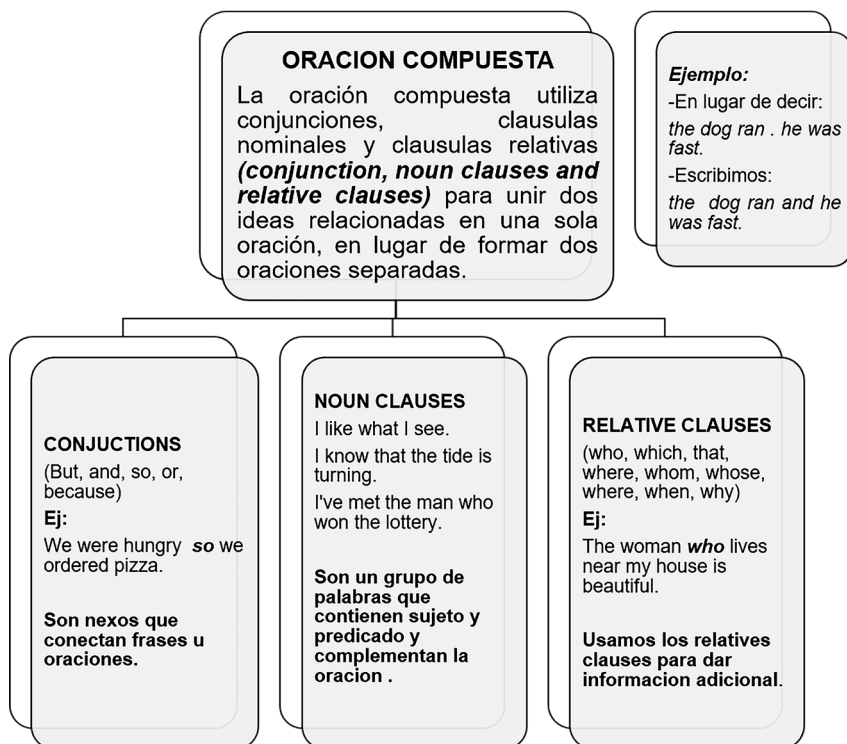 ORACION COMPUESTA
La oración compuesta utiliza
conjunciones, clausulas
nominales y clausulas relativas
(conjunction, noun clauses and
relative clauses) para unir dos
ideas relacionadas en una sola
oración, en lugar de formar dos
oraciones separadas.
Ejemplo:
-En lugar de decir:
the dog ran . he was
fast.
-Escribimos:
the dog ran and he
was fast.
CONJUCTIONS
(But, and, so, or,
because)
Ej:
We were hungry so we
ordered pizza.
Son nexos que
conectan frases u
oraciones.
NOUN CLAUSES
I like what I see.
I know that the tide is
turning.
I've met the man who
won the lottery.
Son un grupo de
palabras que
contienen sujeto y
predicado y
complementan la
oracion .
RELATIVE CLAUSES
(who, which, that,
where, whom, whose,
where, when, why)
Ej:
The woman who lives
near my house is
beautiful.
Usamos los relatives
clauses para dar
informacion adicional.